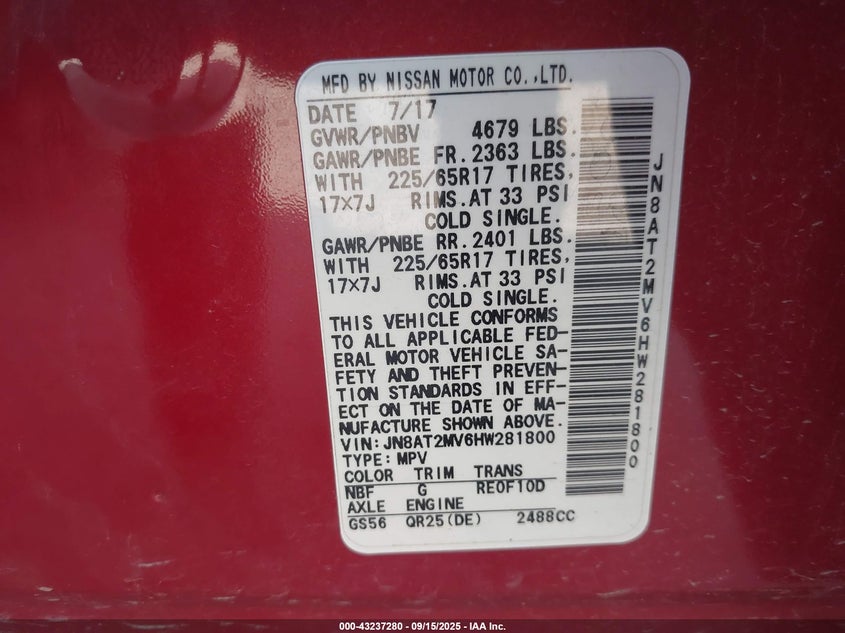 MFD BY NISSAN MOTOR CO.,LTD.
DATE 7/17
GVWR/PNBV 4679 LBS.
GAWR/PNBE FR. 2363 LBS.
WITH 225/65R17 TIRES,
17×7J RIMS. AT 33 PSI
COLD SINGLE.
GAWR/PNBE RR. 2401 LBS.
WITH 225/65R17 TIRES,
17×7J RIMS. AT 33 PSI
COLD SINGLE.
THIS VEHICLE CONFORMS
TO ALL APPLICABLE FED-
ERAL MOTOR VEHICLE SA-
FETY AND THEFT PREVEN-
TION STANDARDS IN EFF-
ECT ON THE DATE OF MA-
NUFACTURE SHOWN ABOVE.
VIN:JN8AT2MV6HW281800
TYPE:MPV
COLOR TRIM TRANS
NBF G RE0F10D
AXLE ENGINE
GS56 QR25(DE) 2488CC
JN8AT2MV6HW281800
000-43237280 - 09/15/2025 - IAA Inc.